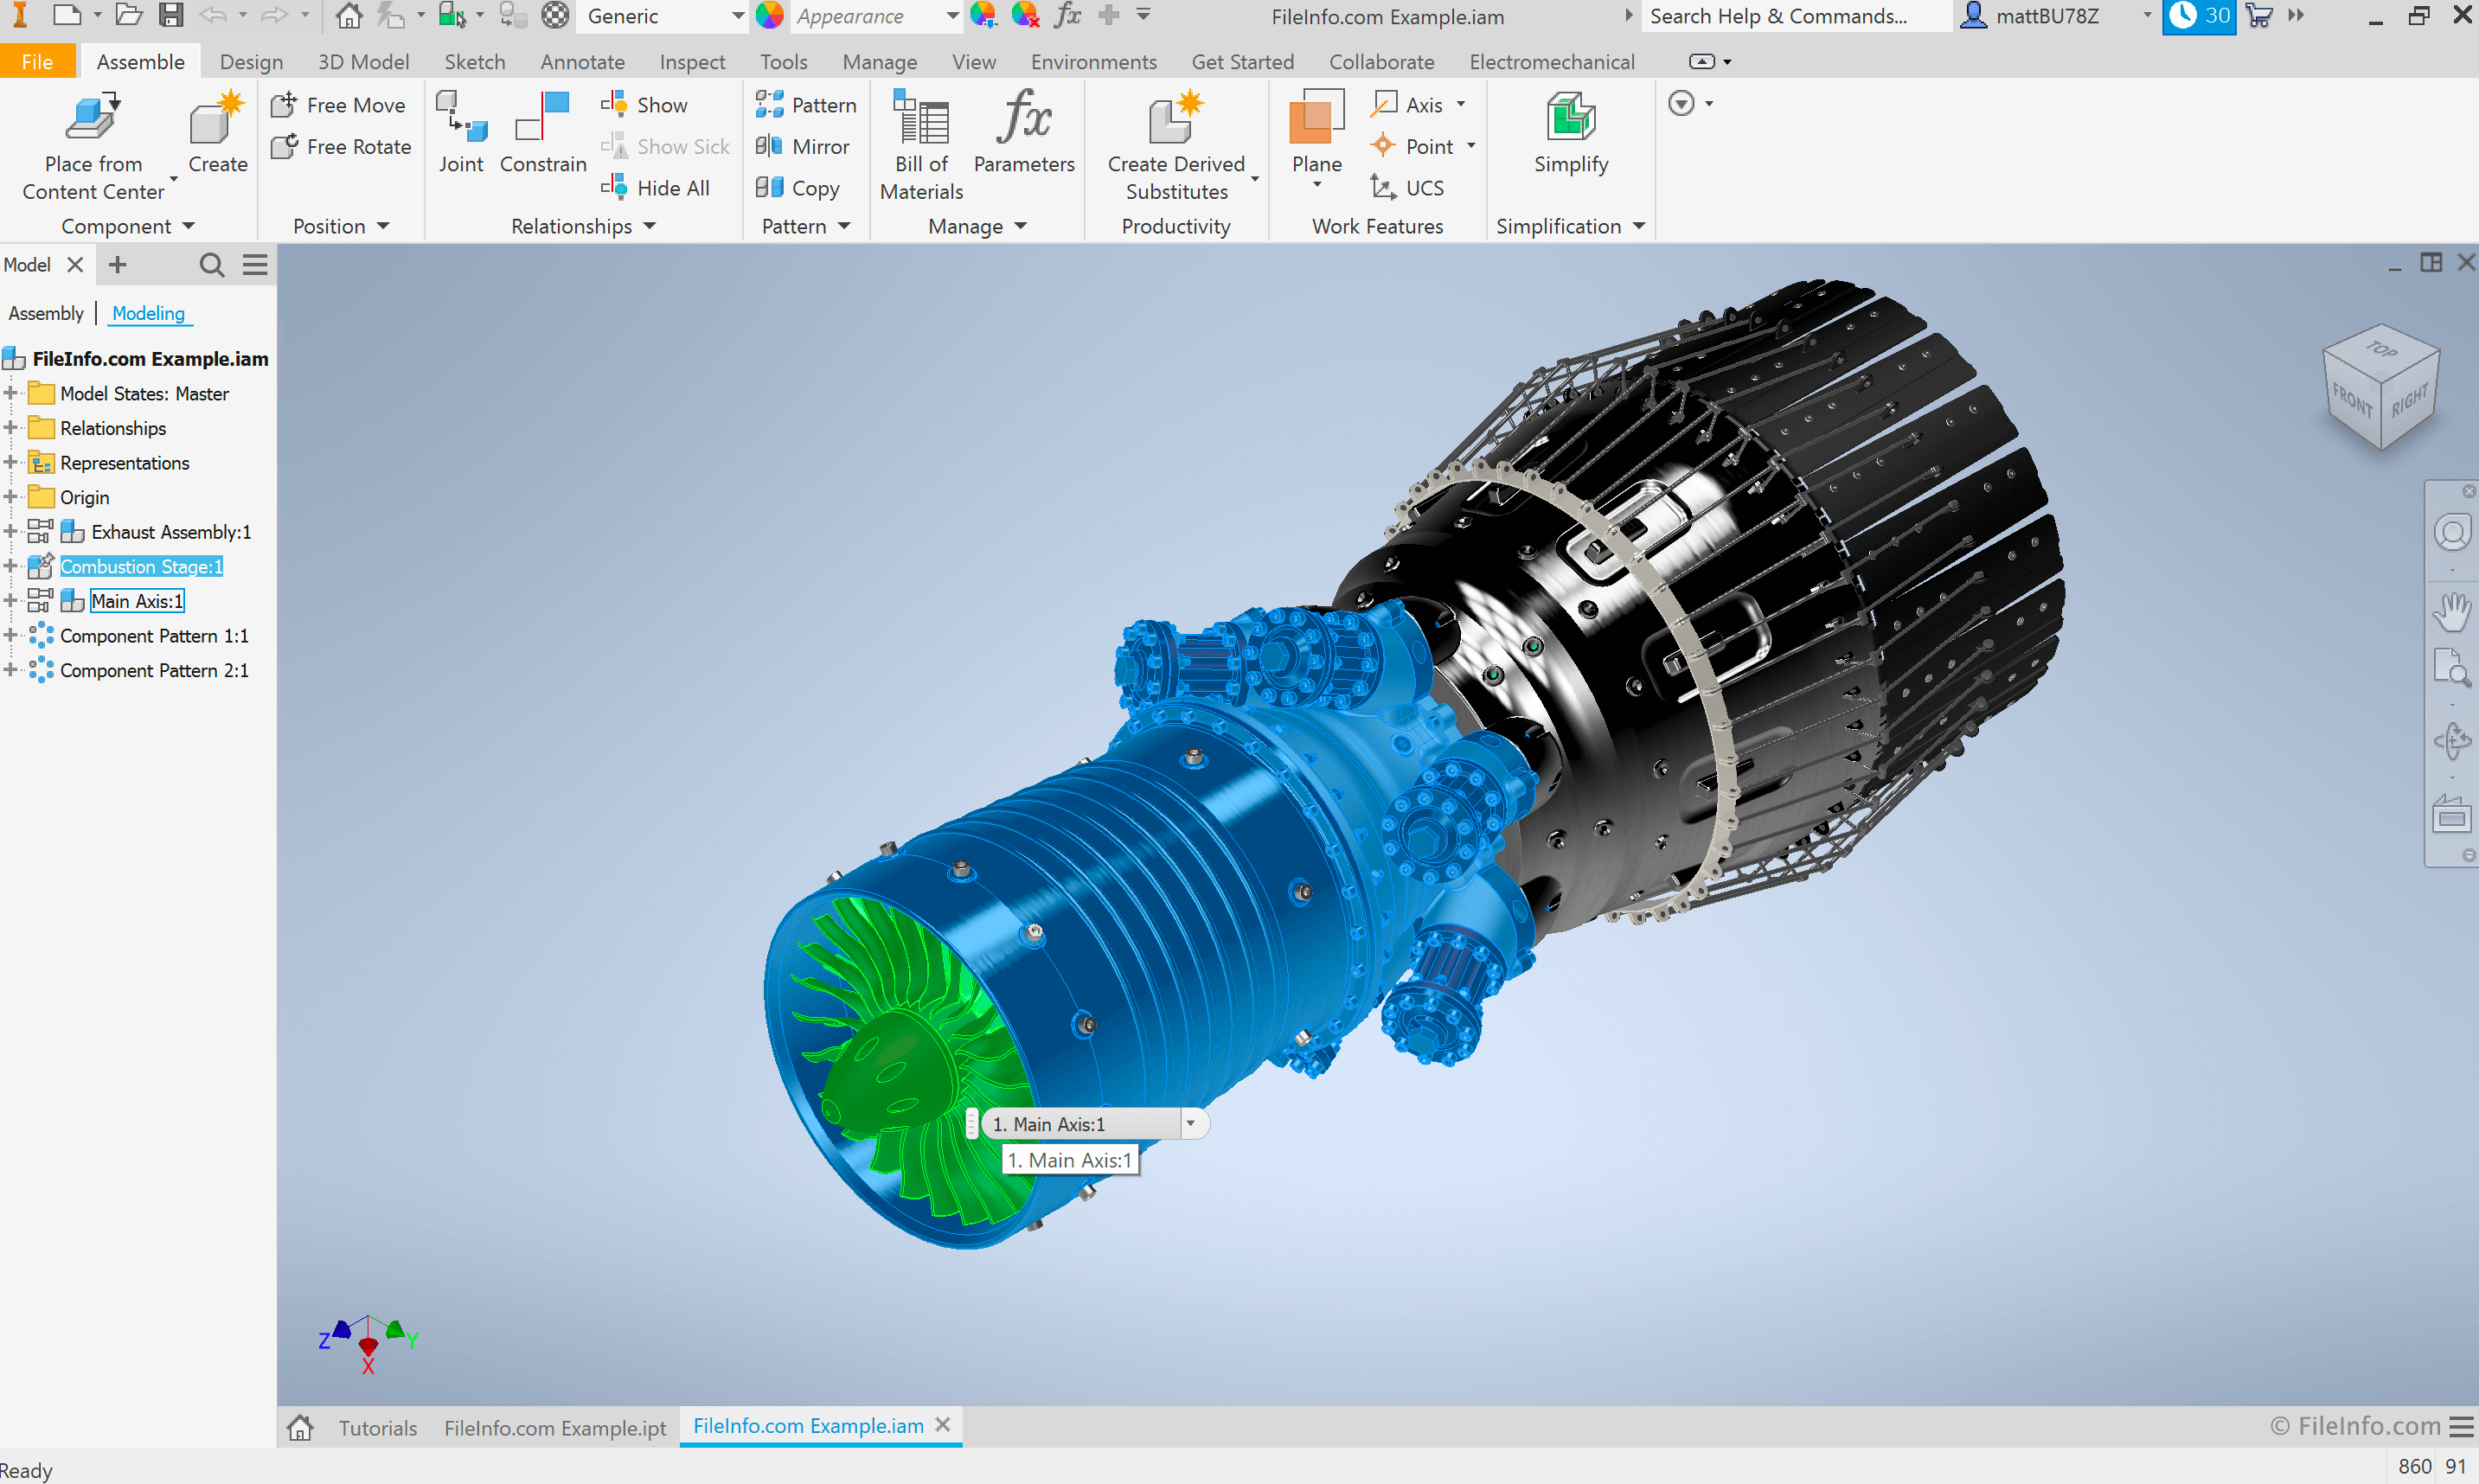 Generic
Appearance
fx
FileInfo.com Example.iam
Search Help & Commands...
mattBU78Z
30
File
Assemble
Design
3D Model
Sketch
Annotate
Inspect
Tools
Manage
View
Environments
Get Started
Collaborate
Electromechanical
Place from
Content Center
Create
Component
Free Move
Free Rotate
Position
Joint
Constrain
Show
Show Sick
Hide All
Relationships
Pattern
Mirror
Copy
Pattern
Bill of
Materials
fx
Parameters
Manage
Create Derived
Substitutes
Productivity
Plane
Axis
Point
UCS
Work Features
Simplify
Simplification
Model
Assembly
Modeling
FileInfo.com Example.iam
Model States: Master
Relationships
Representations
Origin
Exhaust Assembly:1
Combustion Stage:1
Main Axis:1
Component Pattern 1:1
Component Pattern 2:1
TOP
FRONT
RIGHT
1. Main Axis:1
1. Main Axis:1
Z
Y
X
Tutorials
FileInfo.com Example.ipt
FileInfo.com Example.iam
© FileInfo.com
Ready
860 91